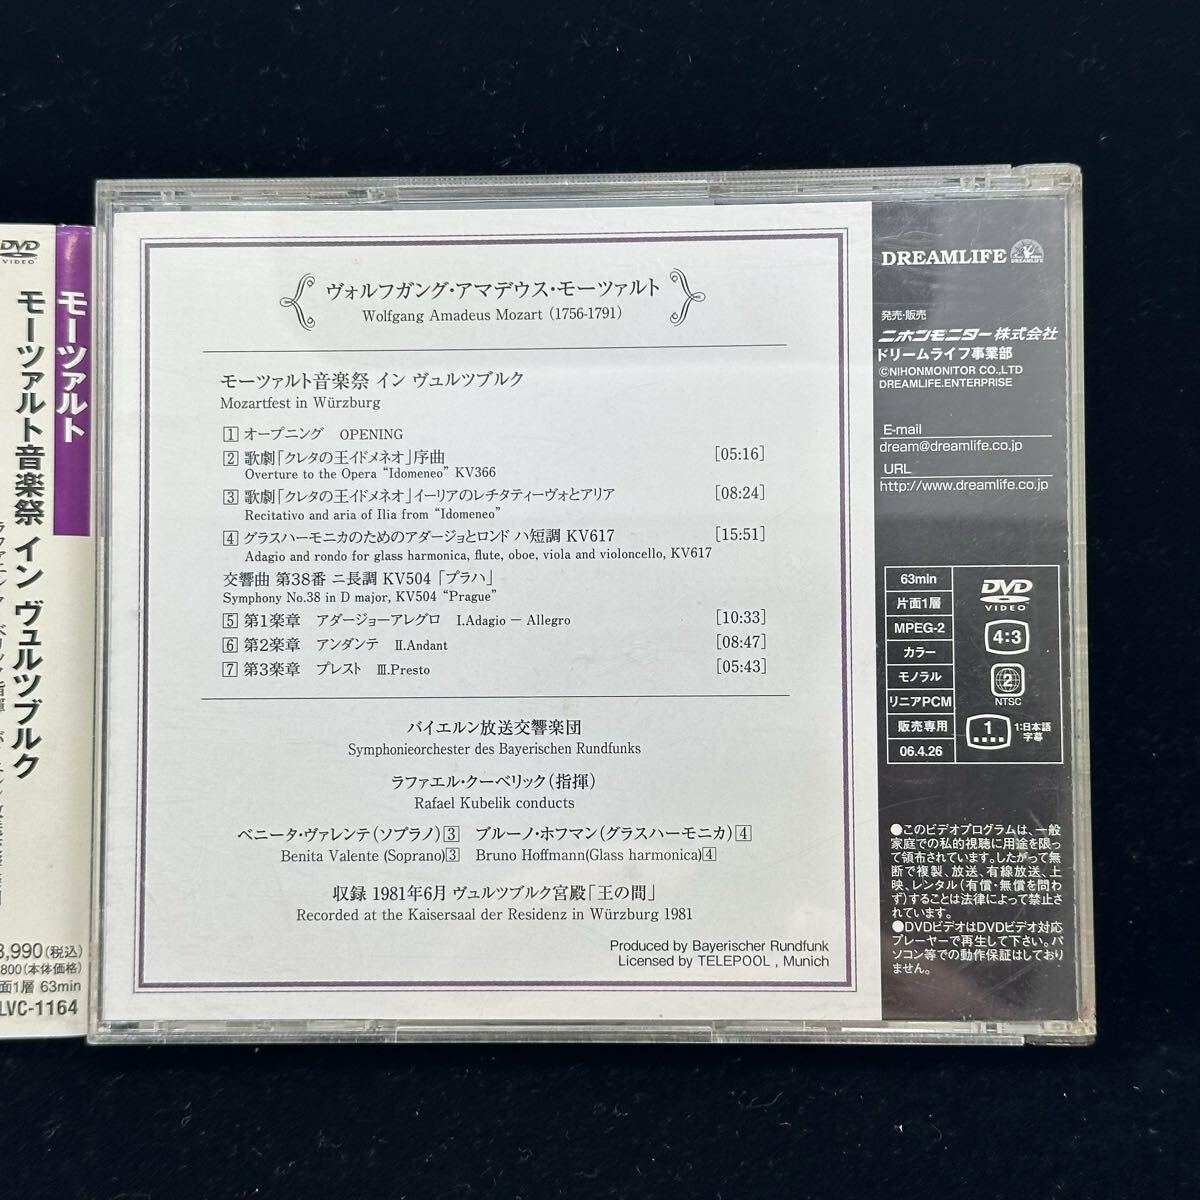 DVD
VIDEO
モーツァルト
モーツァルト音楽祭 イン ヴュルツブルク
3,990(税込)
800(本体価格)
面1層 63min
LVC-1164
ヴォルフガング・アマデウス・モーツァルト
Wolfgang Amadeus Mozart (1756-1791)
モーツァルト音楽祭 イン ヴュルツブルク
Mozartfest in Würzburg
1 オープニング OPENING
2 歌劇「クレタの王イドメネオ」序曲 [05:16]
Overture to the Opera "Idomeneo" KV366
3 歌劇「クレタの王イドメネオ」イーリアのレチタティーヴォとアリア [08:24]
Recitativo and aria of Ilia from "Idomeneo"
4 グラスハーモニカのためのアダージョとロンド ハ短調 KV617 [15:51]
Adagio and rondo for glass harmonica, flute, oboe, viola and violoncello, KV617
交響曲 第38番 ニ長調 KV504 「プラハ」
Symphony No.38 in D major, KV504 "Prague"
5 第1楽章 アダージョーアレグロ I.Adagio − Allegro [10:33]
6 第2楽章 アンダンテ II.Andant [08:47]
7 第3楽章 プレスト III.Presto [05:43]
バイエルン放送交響楽団
Symphonieorchester des Bayerischen Rundfunks
ラファエル・クーベリック(指揮)
Rafael Kubelik conducts
ベニータ・ヴァレンテ(ソプラノ)3 ブルーノ・ホフマン(グラスハーモニカ)4
Benita Valente (Soprano)3 Bruno Hoffmann(Glass harmonica)4
収録 1981年6月 ヴュルツブルク宮殿「王の間」
Recorded at the Kaisersaal der Residenz in Würzburg 1981
Produced by Bayerischer Rundfunk
Licensed by TELEPOOL , Munich
DREAMLIFE
DREAMLIFE
発売・販売
ニホンモニター株式会社
ドリームライフ事業部
©NIHONMONITOR CO.,LTD
DREAMLIFE.ENTERPRISE
E-mail
dream@dreamlife.co.jp
URL
http://www.dreamlife.co.jp
63min
片面1層
MPEG-2
カラー
モノラル
リニアPCM
販売専用
06.4.26
DVD
VIDEO
4:3
2
NTSC
1
1:日本語
字幕
●このビデオプログラムは、一般
家庭での私的視聴に用途を限っ
て領布されています。したがって無
断で複製、放送、有線放送、上
映、レンタル(有償・無償を問わ
ず)することは法律によって禁止さ
れています。
●DVDビデオはDVDビデオ対応
プレーヤーで再生して下さい。パ
ソコン等での動作保証はしており
ません。